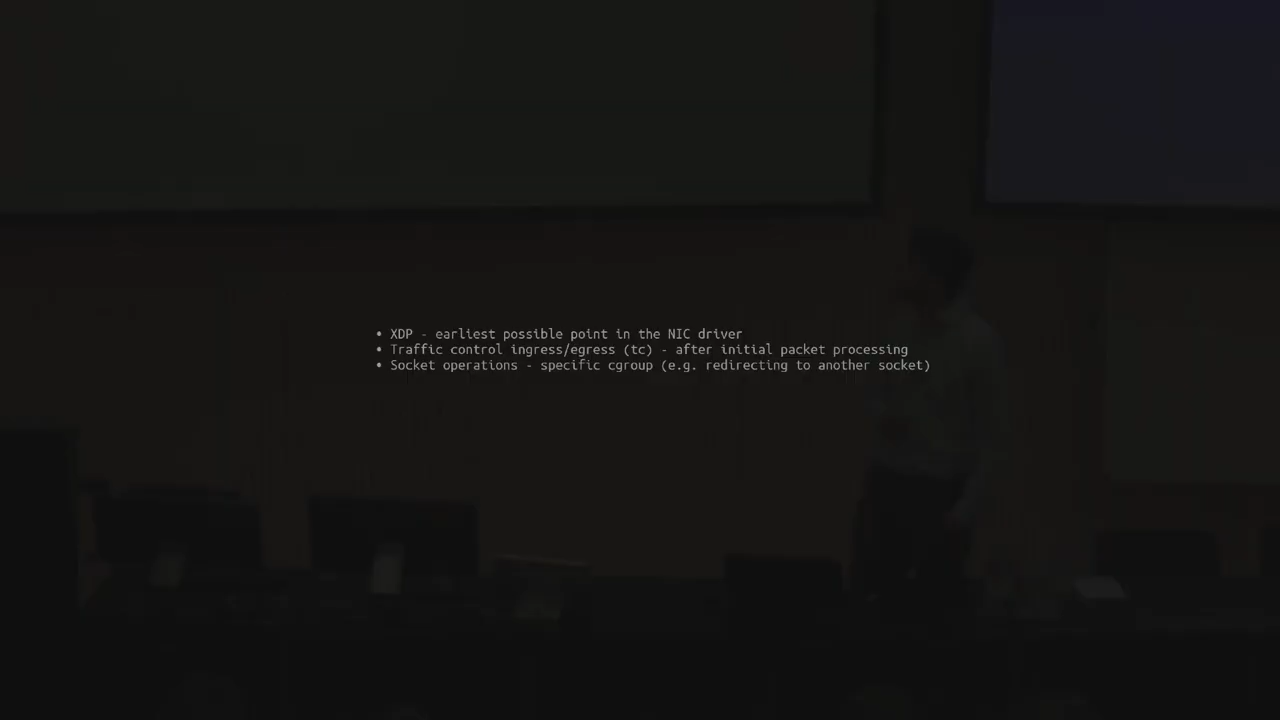 • XDP - earliest possible point in the NIC driver
• Traffic control ingress/egress (tc) - after initial packet processing
• Socket operations - specific cgroup (e.g. redirecting to another socket)